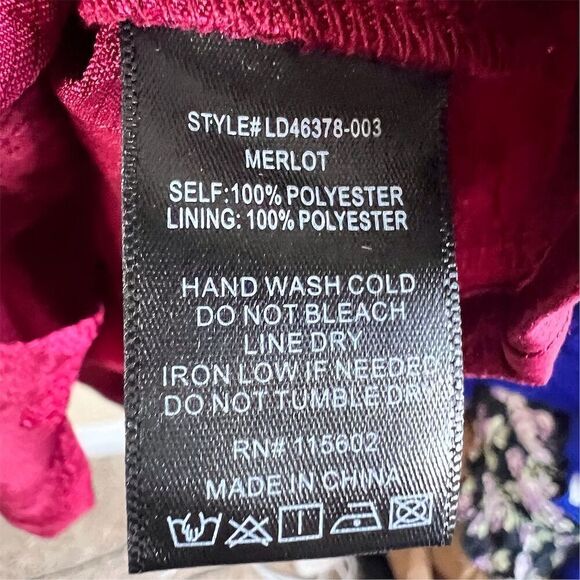 STYLE# LD46378-003
MERLOT
SELF:100% POLYESTER
LINING: 100% POLYESTER
HAND WASH COLD
DO NOT BLEACH
LINE DRY
IRON LOW IF NEEDED
DO NOT TUMBLE DRY
RN# 115602
MADE IN CHINA